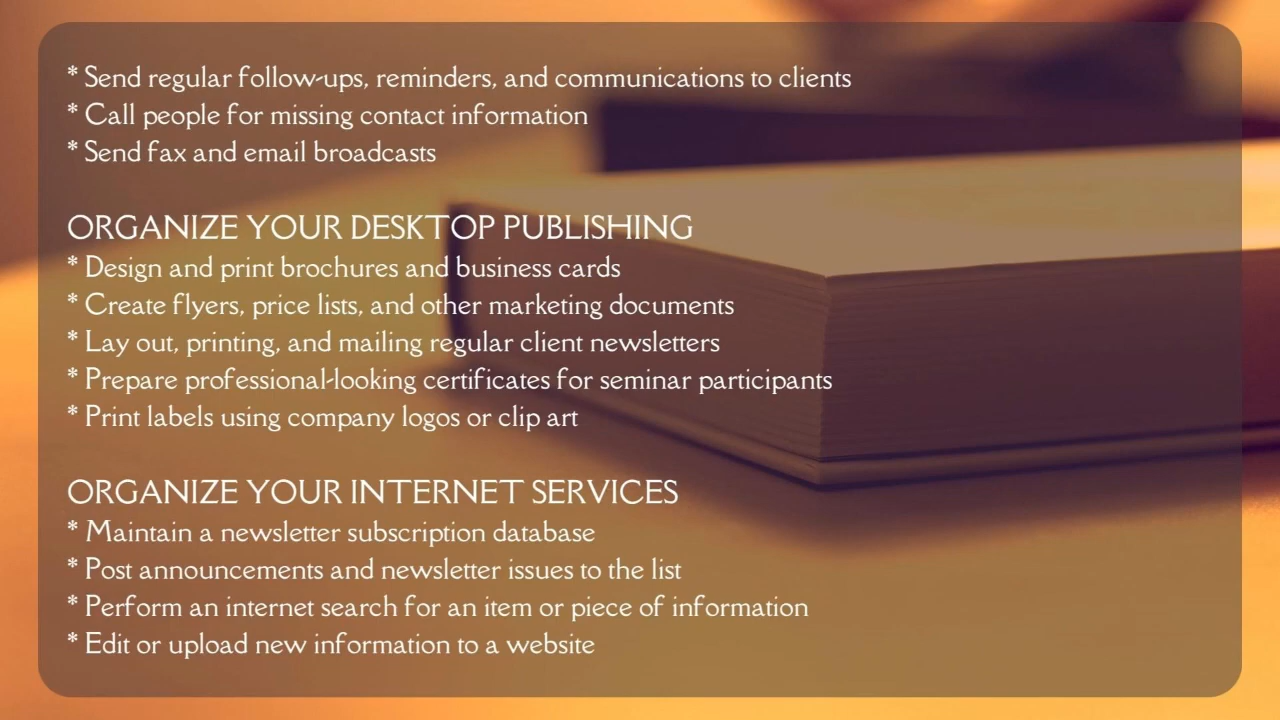 * Send regular follow-ups, reminders, and communications to clients
* Call people for missing contact information
* Send fax and email broadcasts
ORGANIZE YOUR DESKTOP PUBLISHING
* Design and print brochures and business cards
* Create flyers, price lists, and other marketing documents
* Lay out, printing, and mailing regular client newsletters
* Prepare professional-looking certificates for seminar participants
* Print labels using company logos or clip art
ORGANIZE YOUR INTERNET SERVICES
* Maintain a newsletter subscription database
* Post announcements and newsletter issues to the list
* Perform an internet search for an item or piece of information
* Edit or upload new information to a website